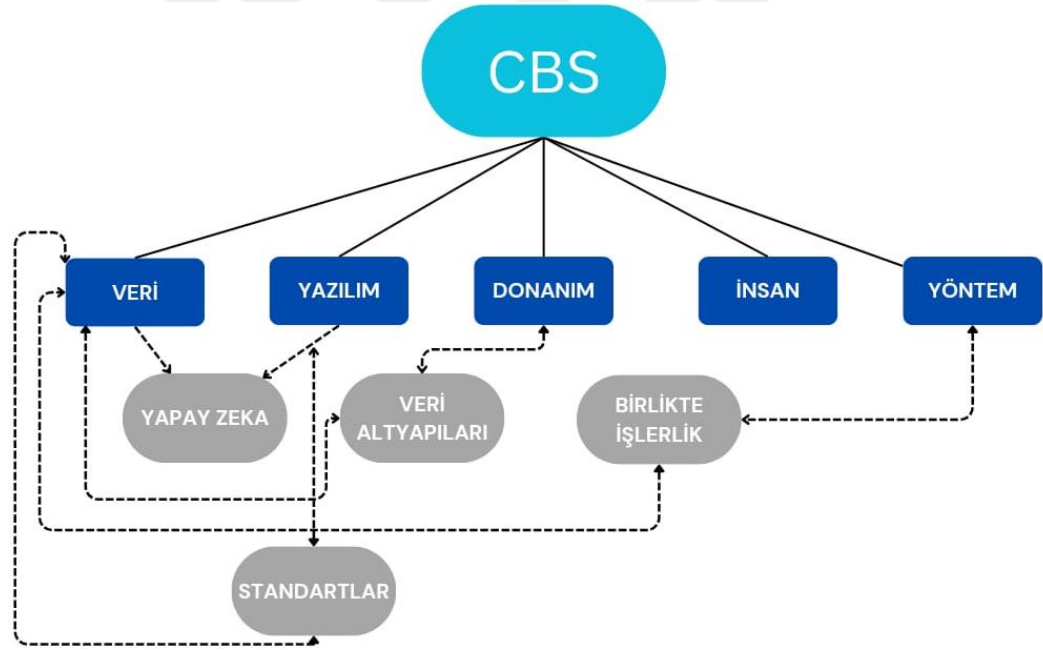 CBS
VERİ
YAZILIM
DONANIM
İNSAN
YÖNTEM
YAPAY ZEKA
VERİ
ALTYAPILARI
BİRLİKTE
İŞLERLİK
STANDARTLAR